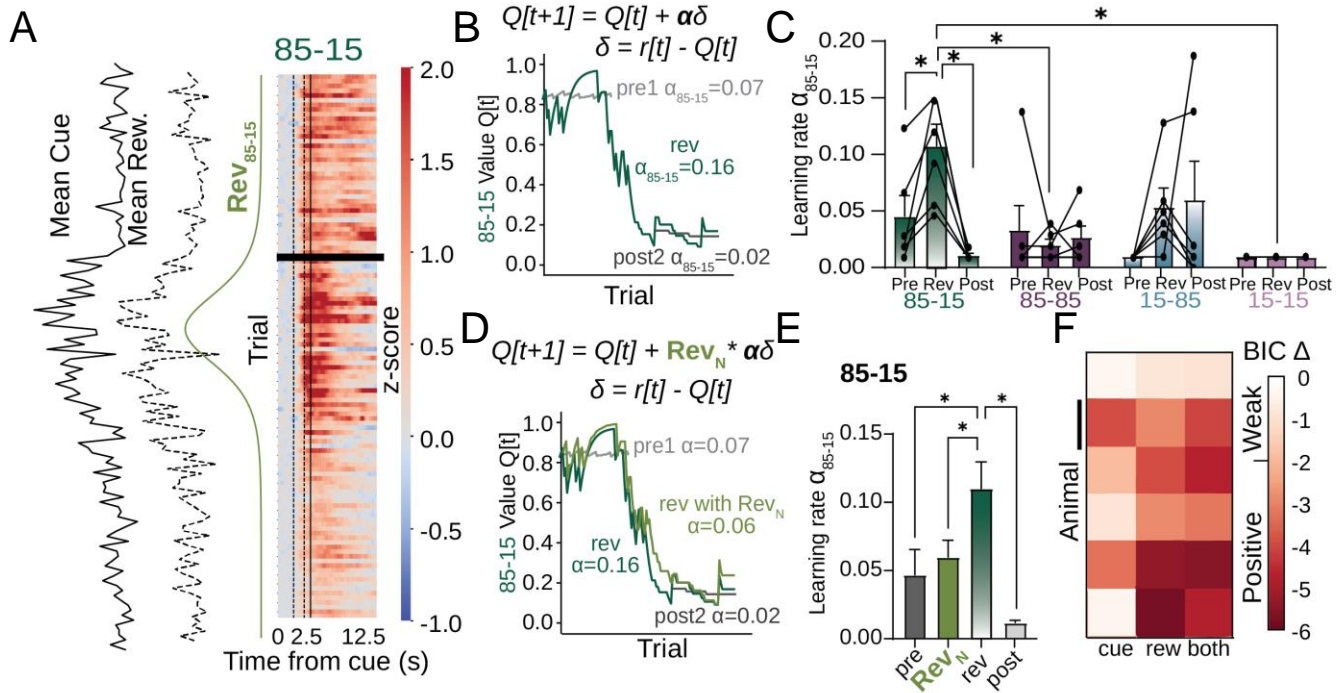 A
Mean Cue
Mean Rew.
Rev85-15
85-15
Trial
2.0
1.5
1.0
0.5
0.0
-0.5
-1.0
z-score
0 2.5 12.5
Time from cue (s)
B
Q[t+1] = Q[t] + αδ
δ = r[t] - Q[t]
85-15 Value Q[t]
1.0
0.8
0.6
0.4
0.2
0.0
pre1 α85-15=0.07
rev
α85-15=0.16
post2 α85-15=0.02
Trial
C
Learning rate α85-15
0.20
0.15
0.10
0.05
0.00
* * * *
Pre Rev Post Pre Rev Post Pre Rev Post Pre Rev Post
85-15 85-85 15-85 15-15
D
Q[t+1] = Q[t] + RevN* αδ
δ = r[t] - Q[t]
85-15 Value Q[t]
1.0
0.8
0.6
0.4
0.2
0.0
pre1 α=0.07
rev with RevN
α=0.06
rev
α=0.16
post2 α=0.02
Trial
E
85-15
Learning rate α85-15
0.15
0.10
0.05
0.00
* * *
pre RevN rev post
F
Animal
cue rew both
BIC Δ
Weak
Positive
0
-1
-2
-3
-4
-5
-6